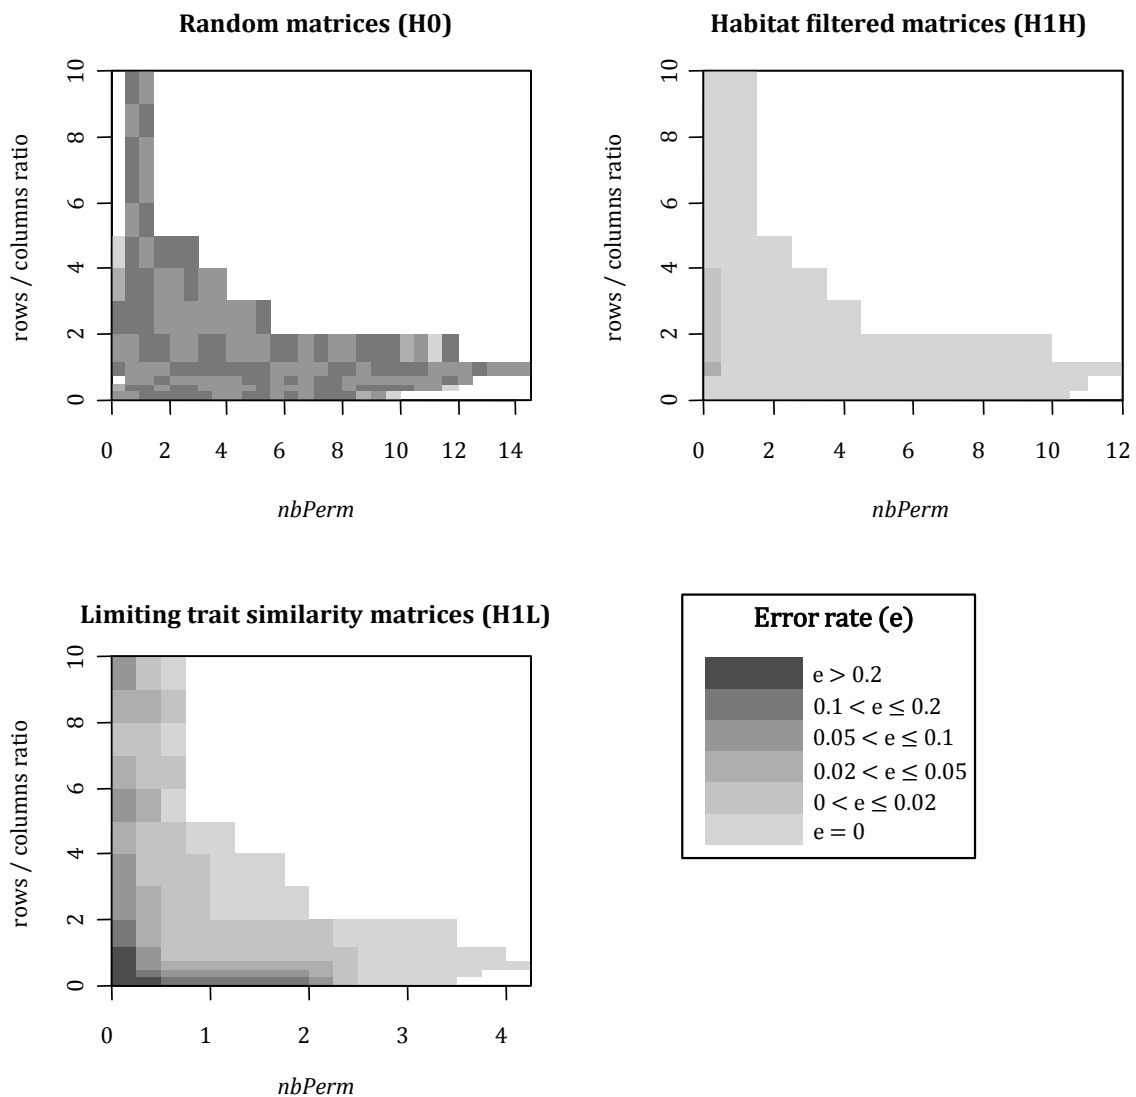 Random matrices (H0)
rows / columns ratio
10
8
6
4
2
0
0 2 4 6 8 10 12 14
nbPerm
Habitat filtered matrices (H1H)
rows / columns ratio
10
8
6
4
2
0
0 2 4 6 8 10 12
nbPerm
Limiting trait similarity matrices (H1L)
rows / columns ratio
10
8
6
4
2
0
0 1 2 3 4
nbPerm
Error rate (e)
e > 0.2
0.1 < e ≤ 0.2
0.05 < e ≤ 0.1
0.02 < e ≤ 0.05
0 < e ≤ 0.02
e = 0